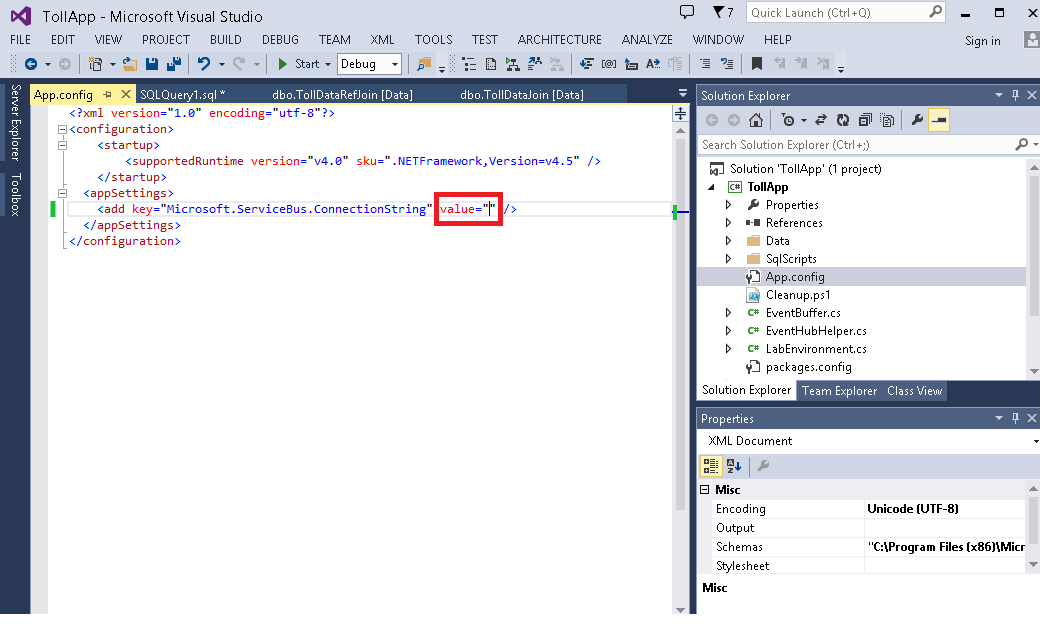 TollApp - Microsoft Visual Studio
7
Quick Launch (Ctrl+Q)
FILE EDIT VIEW PROJECT BUILD DEBUG TEAM XML TOOLS TEST ARCHITECTURE ANALYZE WINDOW HELP
Sign in
Start Debug
Server Explorer
Toolbox
App.config SQLQuery1.sql * dbo.TollDataRefJoin [Data] dbo.TollDataJoin [Data]
<?xml version="1.0" encoding="utf-8"?>
<configuration>
<startup>
<supportedRuntime version="v4.0" sku=".NETFramework,Version=v4.5" />
</startup>
<appSettings>
<add key="Microsoft.ServiceBus.ConnectionString" value="" />
</appSettings>
</configuration>
Solution Explorer
Search Solution Explorer (Ctrl+;)
Solution 'TollApp' (1 project)
C# TollApp
Properties
References
Data
SqlScripts
App.config
Cleanup.ps1
C# EventBuffer.cs
C# EventHubHelper.cs
C# LabEnvironment.cs
packages.config
Solution Explorer Team Explorer Class View
Properties
XML Document
Misc
Encoding Unicode (UTF-8)
Output
Schemas "C:\Program Files (x86)\Micr
Stylesheet
Misc